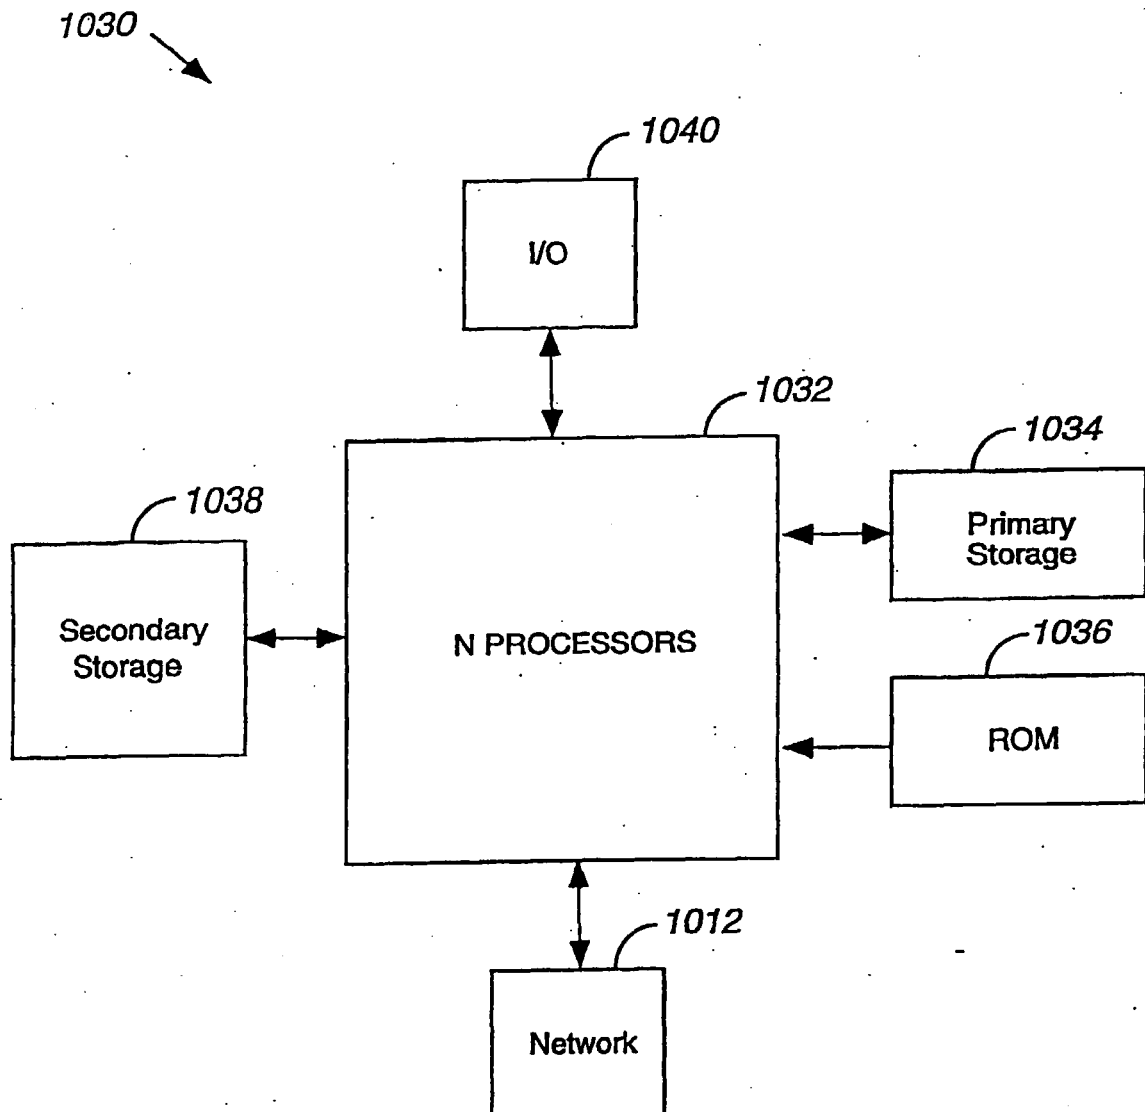 1030
1040
I/O
1032
1034
Primary
Storage
1038
Secondary
Storage
N PROCESSORS
1036
ROM
1012
Network